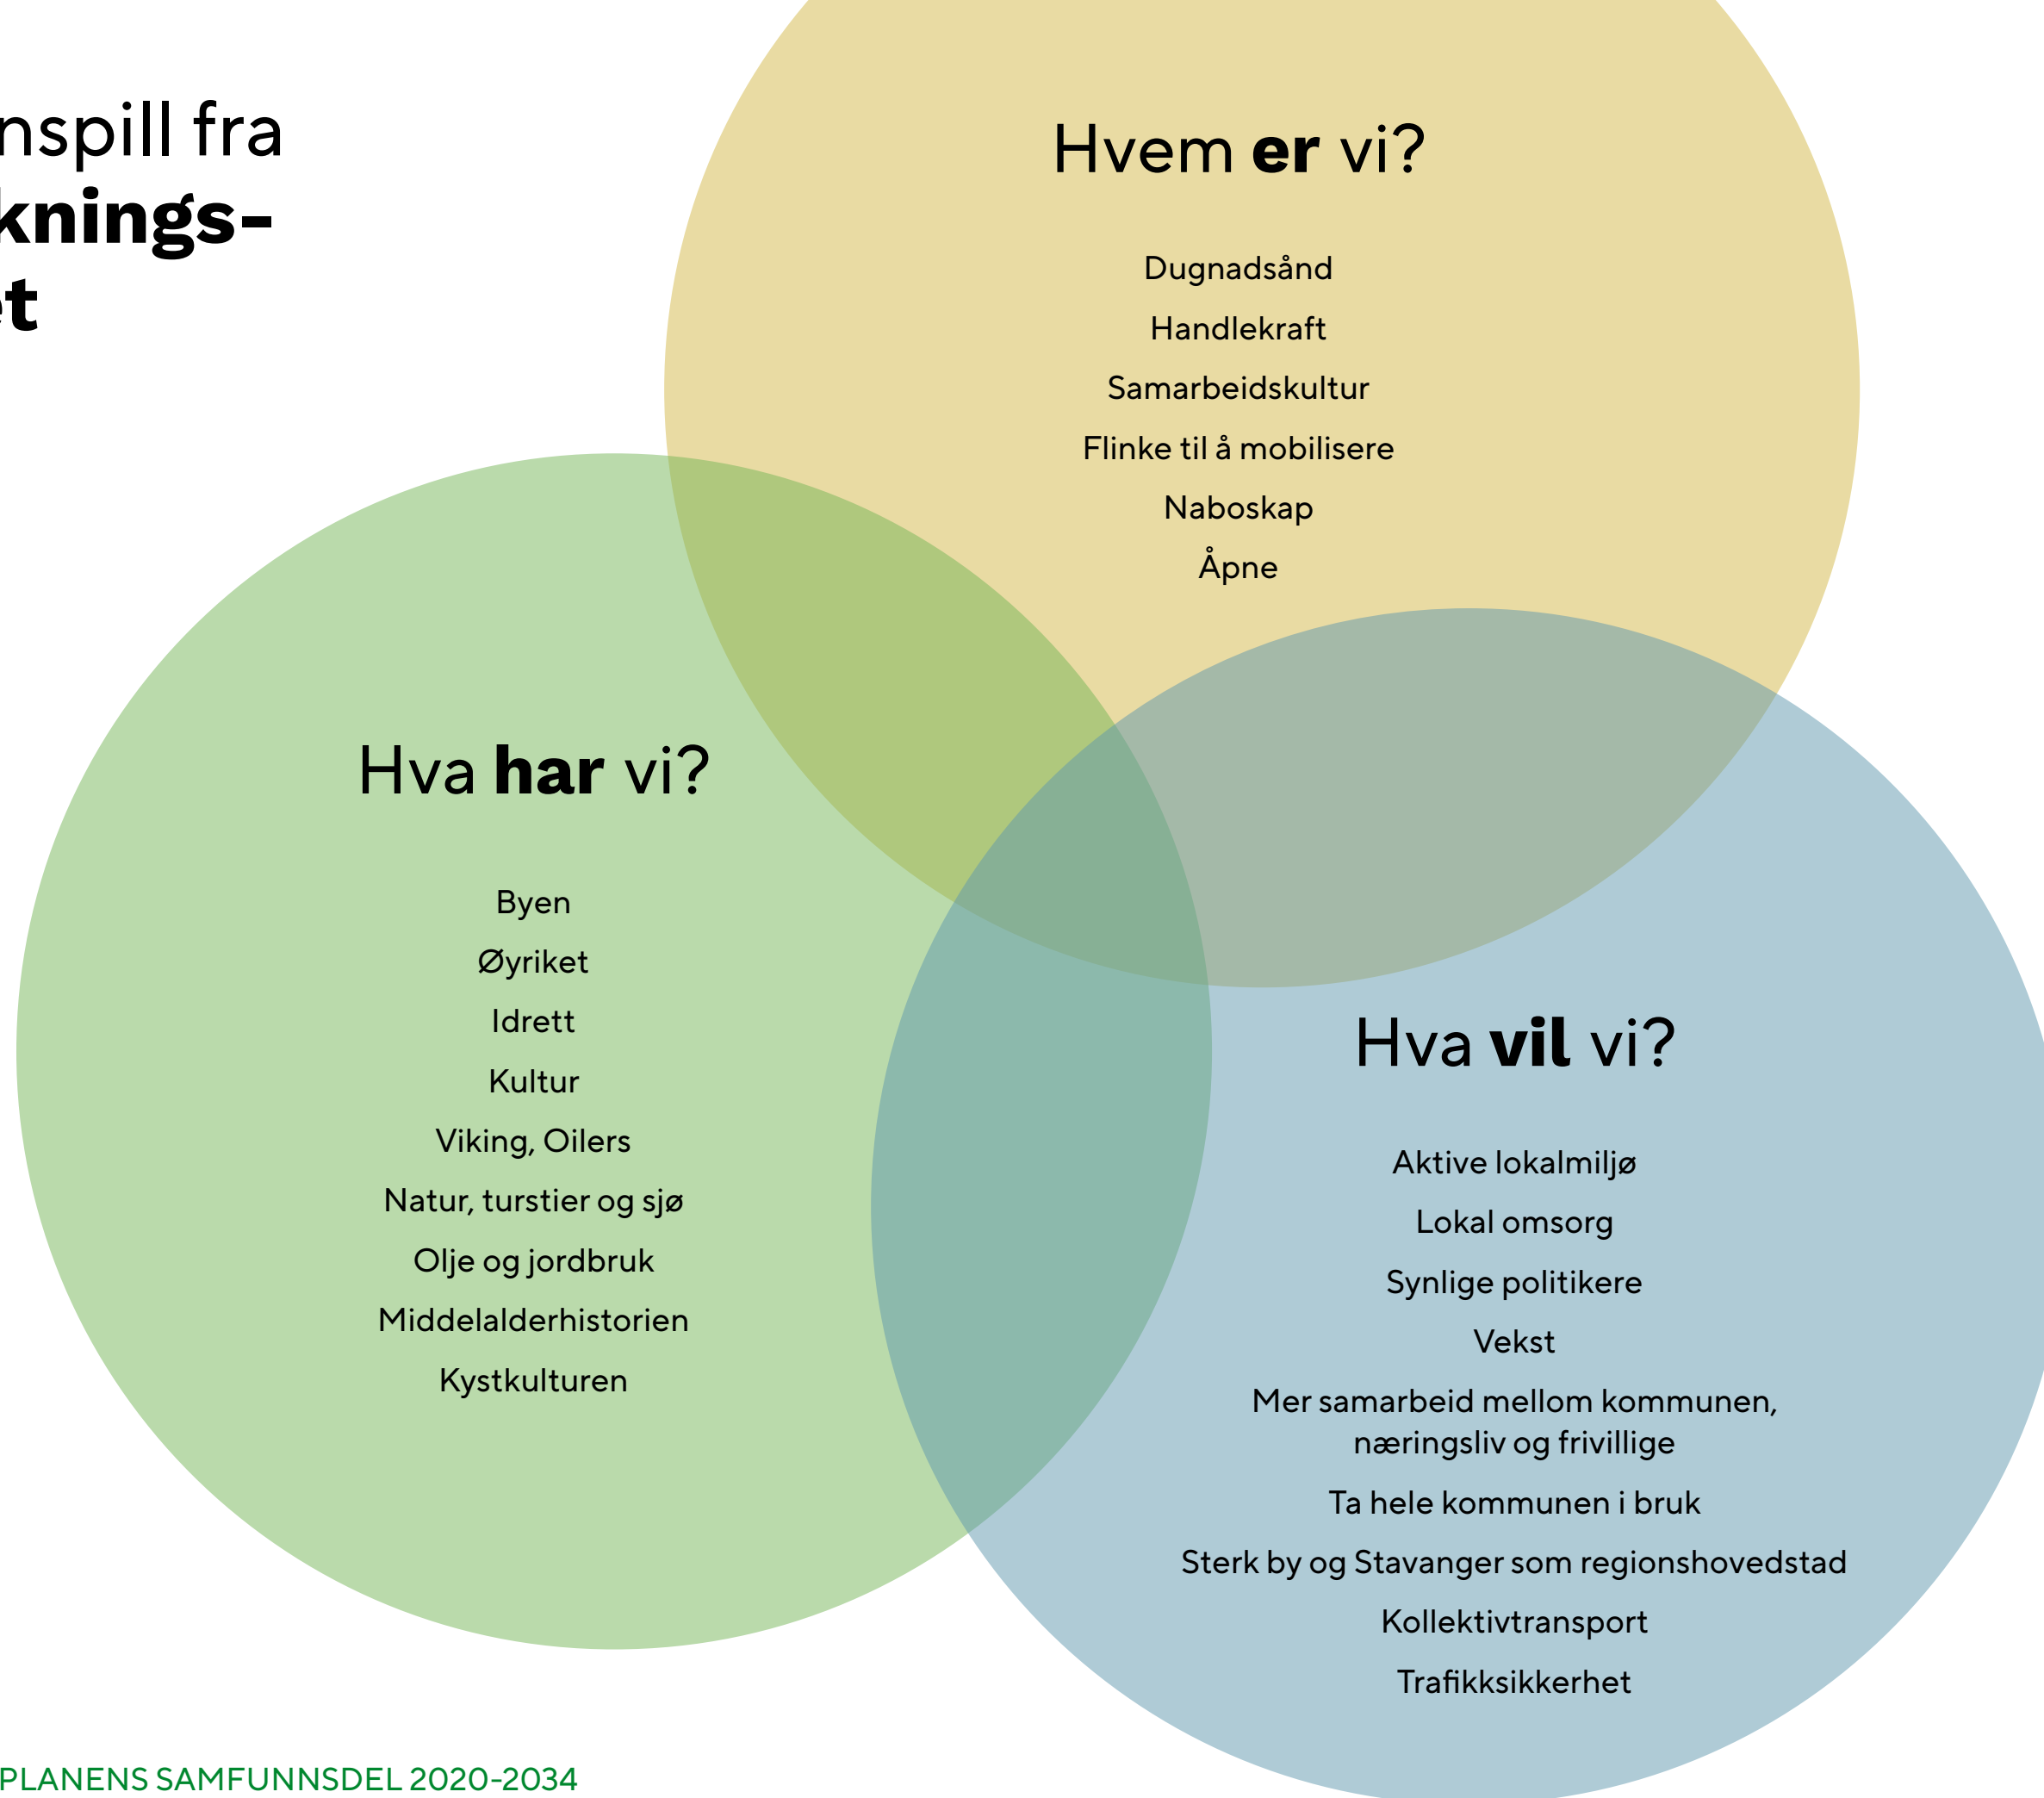 nspill fra
knings-
et
Hvem er vi?
Dugnadsånd
Handlekraft
Samarbeidskultur
Flinke til å mobilisere
Naboskap
Åpne
Hva har vi?
Byen
Øyriket
Idrett
Kultur
Viking, Oilers
Natur, turstier og sjø
Olje og jordbruk
Middelalderhistorien
Kystkulturen
Hva vil vi?
Aktive lokalmiljø
Lokal omsorg
Synlige politikere
Vekst
Mer samarbeid mellom kommunen,
næringsliv og frivillige
Ta hele kommunen i bruk
Sterk by og Stavanger som regionshovedstad
Kollektivtransport
Trafikksikkerhet
PLANENS SAMFUNNSDEL 2020-2034